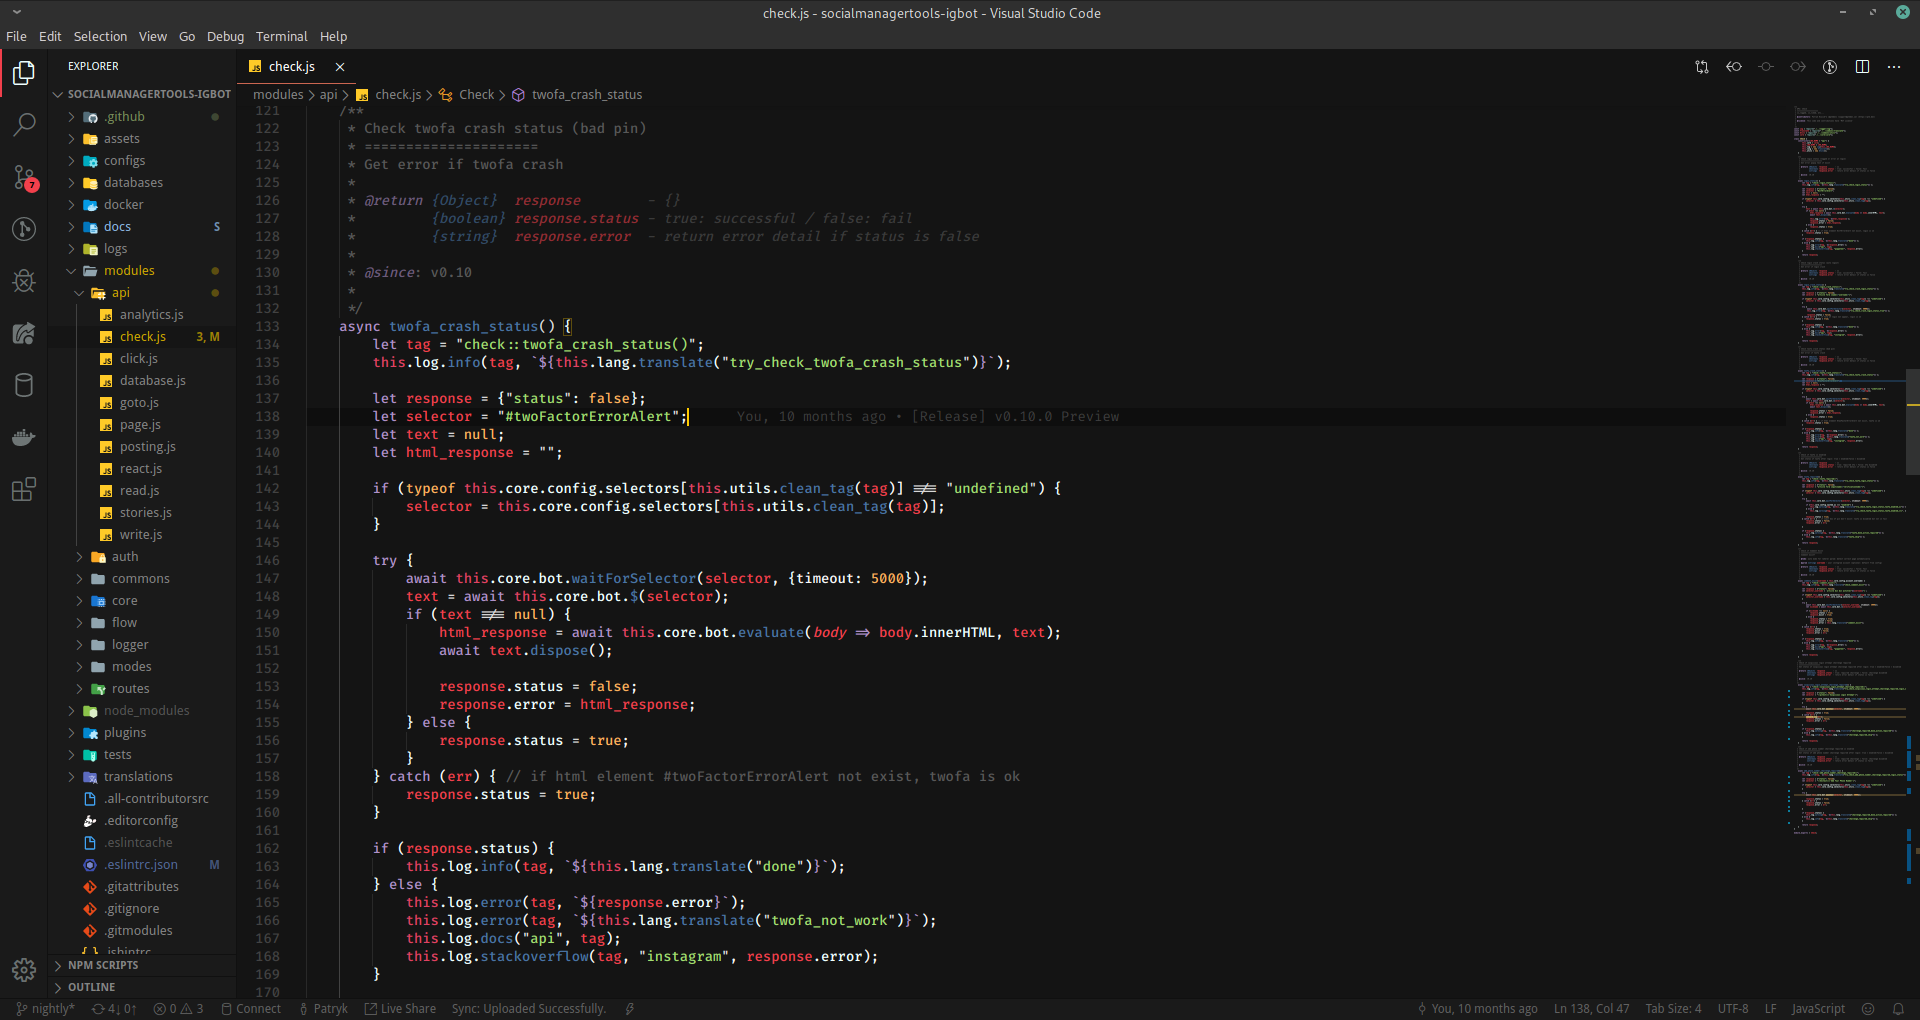 check.js - socialmanagertools-igbot - Visual Studio Code
File Edit Selection View Go Debug Terminal Help
EXPLORER
SOCIALMANAGERTOOLS-IGBOT
.github
assets
configs
databases
docker
docs S
logs
modules
api
analytics.js
check.js 3, M
click.js
database.js
goto.js
page.js
posting.js
react.js
read.js
stories.js
write.js
auth
commons
core
flow
logger
modes
routes
node_modules
plugins
tests
translations
.all-contributorsrc
.editorconfig
.eslintcache
.eslintrc.json M
.gitattributes
.gitignore
.gitmodules
.jshintrc
NPM SCRIPTS
OUTLINE
7
check.js
modules > api > check.js > Check > twofa_crash_status
121 /**
122 * Check twofa crash status (bad pin)
123 * =====================
124 * Get error if twofa crash
125 *
126 * @return {Object} response - {}
127 * {boolean} response.status - true: successful / false: fail
128 * {string} response.error - return error detail if status is false
129 *
130 * @since: v0.10
131 *
132 */
133 async twofa_crash_status() {
134 let tag = "check::twofa_crash_status()";
135 this.log.info(tag, `${this.lang.translate("try_check_twofa_crash_status")}`);
136
137 let response = {"status": false};
138 let selector = "#twoFactorErrorAlert"; You, 10 months ago • [Release] v0.10.0 Preview
139 let text = null;
140 let html_response = "";
141
142 if (typeof this.core.config.selectors[this.utils.clean_tag(tag)] !== "undefined") {
143 selector = this.core.config.selectors[this.utils.clean_tag(tag)];
144 }
145
146 try {
147 await this.core.bot.waitForSelector(selector, {timeout: 5000});
148 text = await this.core.bot.$(selector);
149 if (text !== null) {
150 html_response = await this.core.bot.evaluate(body => body.innerHTML, text);
151 await text.dispose();
152
153 response.status = false;
154 response.error = html_response;
155 } else {
156 response.status = true;
157 }
158 } catch (err) { // if html element #twoFactorErrorAlert not exist, twofa is ok
159 response.status = true;
160 }
161
162 if (response.status) {
163 this.log.info(tag, `${this.lang.translate("done")}`);
164 } else {
165 this.log.error(tag, `${response.error}`);
166 this.log.error(tag, `${this.lang.translate("twofa_not_work")}`);
167 this.log.docs("api", tag);
168 this.log.stackoverflow(tag, "instagram", response.error);
169 }
170
nightly* 4↓ 0↑ 0 3 Connect Patryk Live Share Sync: Uploaded Successfully. You, 10 months ago Ln 138, Col 47 Tab Size: 4 UTF-8 LF JavaScript